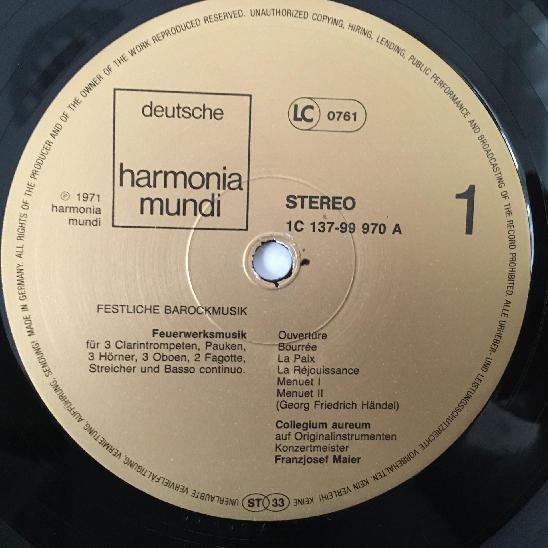 deutsche
harmonia
mundi
LC 0761
℗ 1971
harmonia
mundi
STEREO
1C 137-99 970 A
1
FESTLICHE BAROCKMUSIK
Feuerwerksmusik
für 3 Clarintrompeten, Pauken,
3 Hörner, 3 Oboen, 2 Fagotte,
Streicher und Basso continuo.
Ouvertüre
Bourrée
La Paix
La Réjouissance
Menuet I
Menuet II
(Georg Friedrich Händel)
Collegium aureum
auf Originalinstrumenten
Konzertmeister
Franzjosef Maier
ST 33
MADE IN GERMANY. ALL RIGHTS OF THE PRODUCER AND OF THE OWNER OF THE WORK REPRODUCED RESERVED. UNAUTHORIZED COPYING, HIRING, LENDING, PUBLIC PERFORMANCE AND BROADCASTING OF THE RECORD PROHIBITED. ALLE URHEBER- UND LEISTUNGSSCHUTZRECHTE VORBEHALTEN. KEIN VERLEIH! KEINE UNERLAUBTE VERVIELFÄLTIGUNG, VERMIETUNG, AUFFÜHRUNG, SENDUNG!